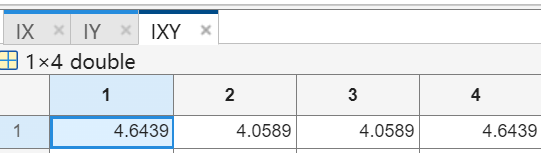 IX × IY × IXY ×
1×4 double
1 2 3 4
1 4.6439 4.0589 4.0589 4.6439